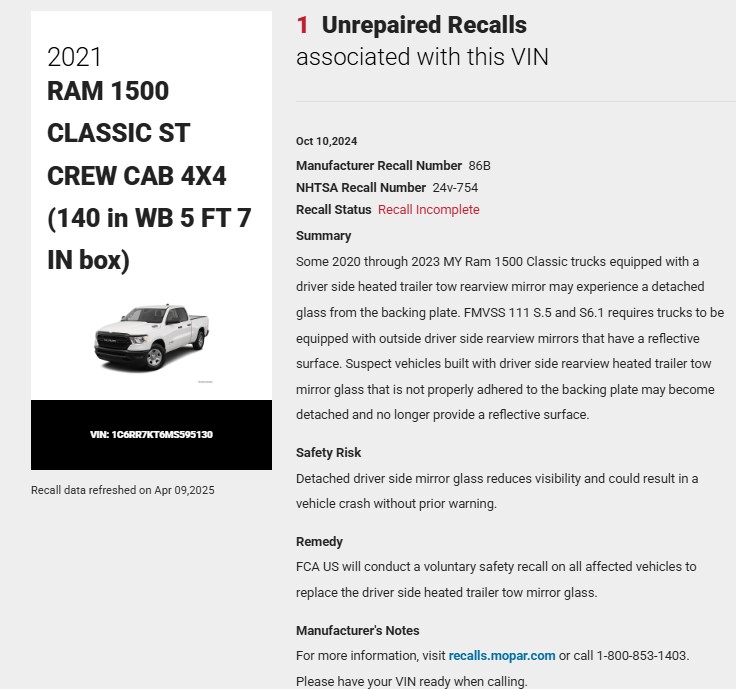 2021
RAM 1500
CLASSIC ST
CREW CAB 4X4
(140 in WB 5 FT 7
IN box)
VIN: 1C6RR7KT6MS595130
Recall data refreshed on Apr 09,2025
1 Unrepaired Recalls
associated with this VIN
Oct 10,2024
Manufacturer Recall Number 86B
NHTSA Recall Number 24v-754
Recall Status Recall Incomplete
Summary
Some 2020 through 2023 MY Ram 1500 Classic trucks equipped with a
driver side heated trailer tow rearview mirror may experience a detached
glass from the backing plate. FMVSS 111 S.5 and S6.1 requires trucks to be
equipped with outside driver side rearview mirrors that have a reflective
surface. Suspect vehicles built with driver side rearview heated trailer tow
mirror glass that is not properly adhered to the backing plate may become
detached and no longer provide a reflective surface.
Safety Risk
Detached driver side mirror glass reduces visibility and could result in a
vehicle crash without prior warning.
Remedy
FCA US will conduct a voluntary safety recall on all affected vehicles to
replace the driver side heated trailer tow mirror glass.
Manufacturer's Notes
For more information, visit recalls.mopar.com or call 1-800-853-1403.
Please have your VIN ready when calling.